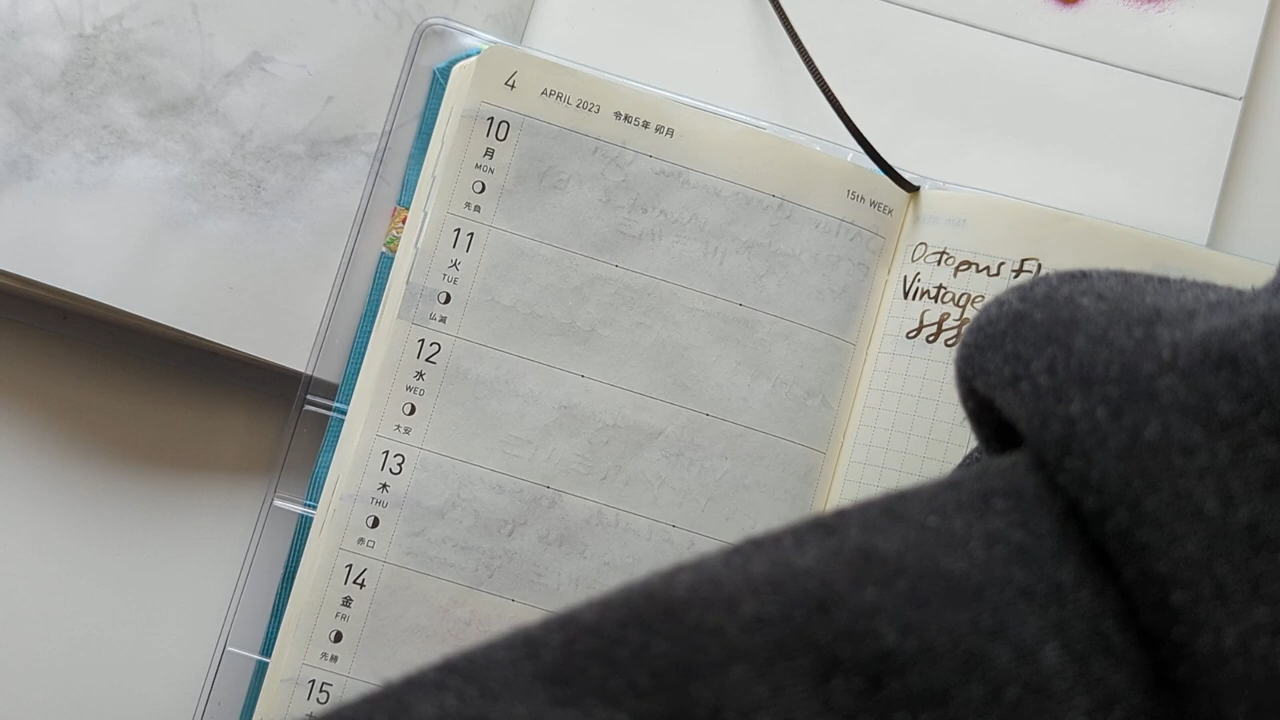 4 APRIL 2023 令和5年 卯月
15th WEEK
10
月
MON
先負
11
火
TUE
仏滅
12
水
WED
大安
13
木
THU
赤口
14
金
FRI
先勝
15
Octopus
Vintage